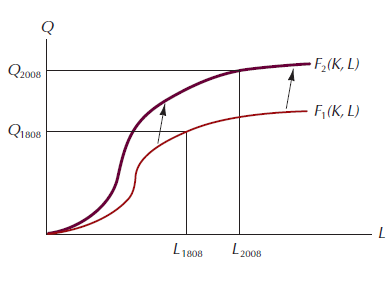 Q
Q2008
F2(K, L)
F1(K, L)
Q1808
L
L1808
L2008